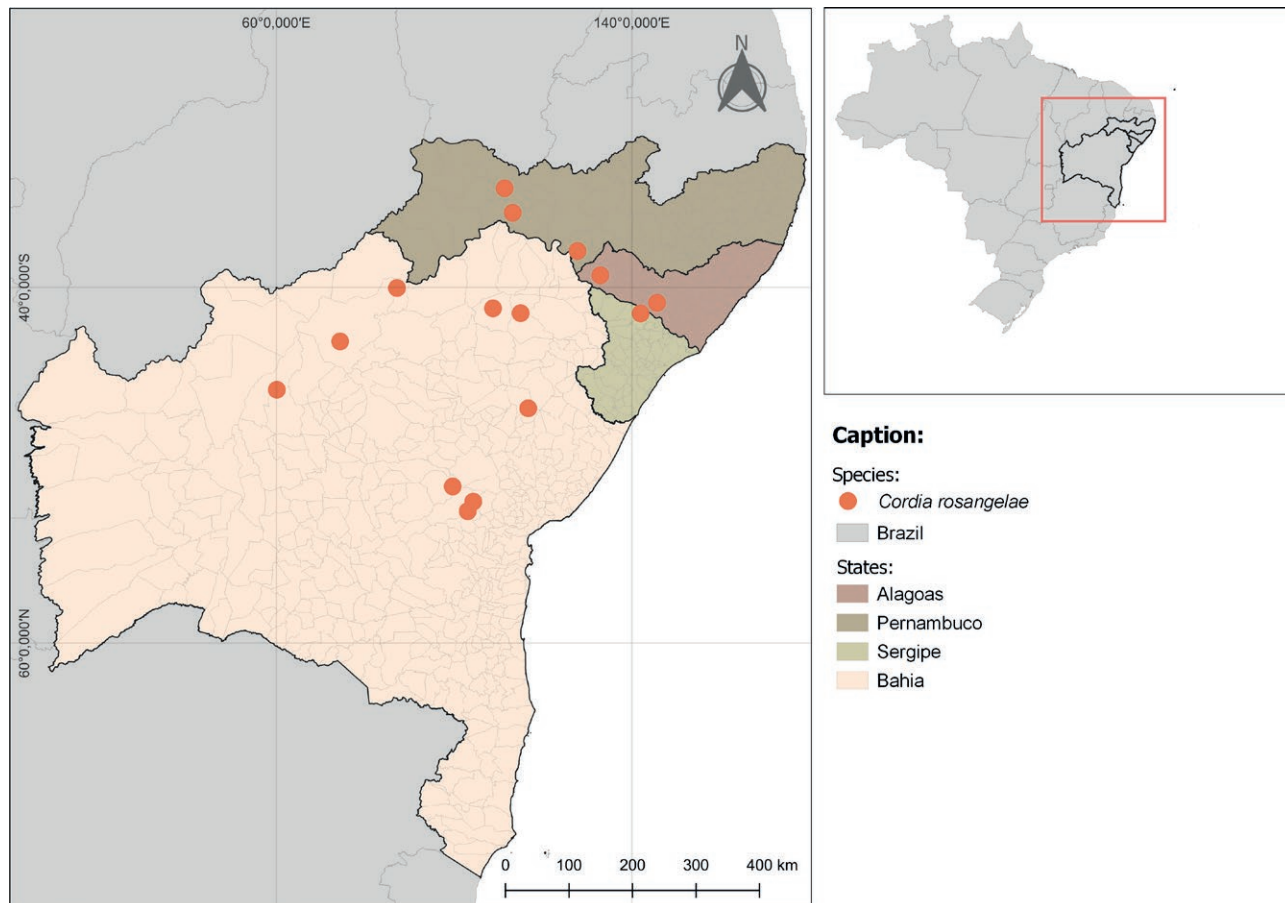 60°0,000'E
140°0,000'E
N
40°0,000'S
60°0,000'N
0 100 200 300 400 km
Caption:
Species:
Cordia rosangelae
Brazil
States:
Alagoas
Pernambuco
Sergipe
Bahia